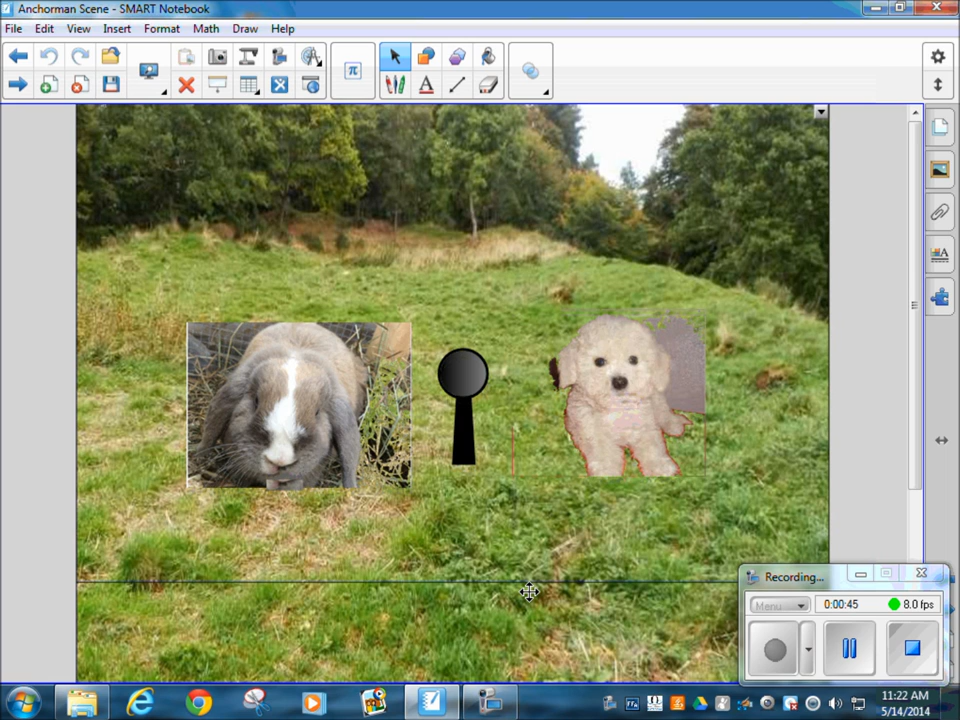 Anchorman Scene - SMART Notebook
File Edit View Insert Format Math Draw Help
π
A
A
Recording...
Menu
0:00:45
8.0 fps
11:22 AM
5/14/2014